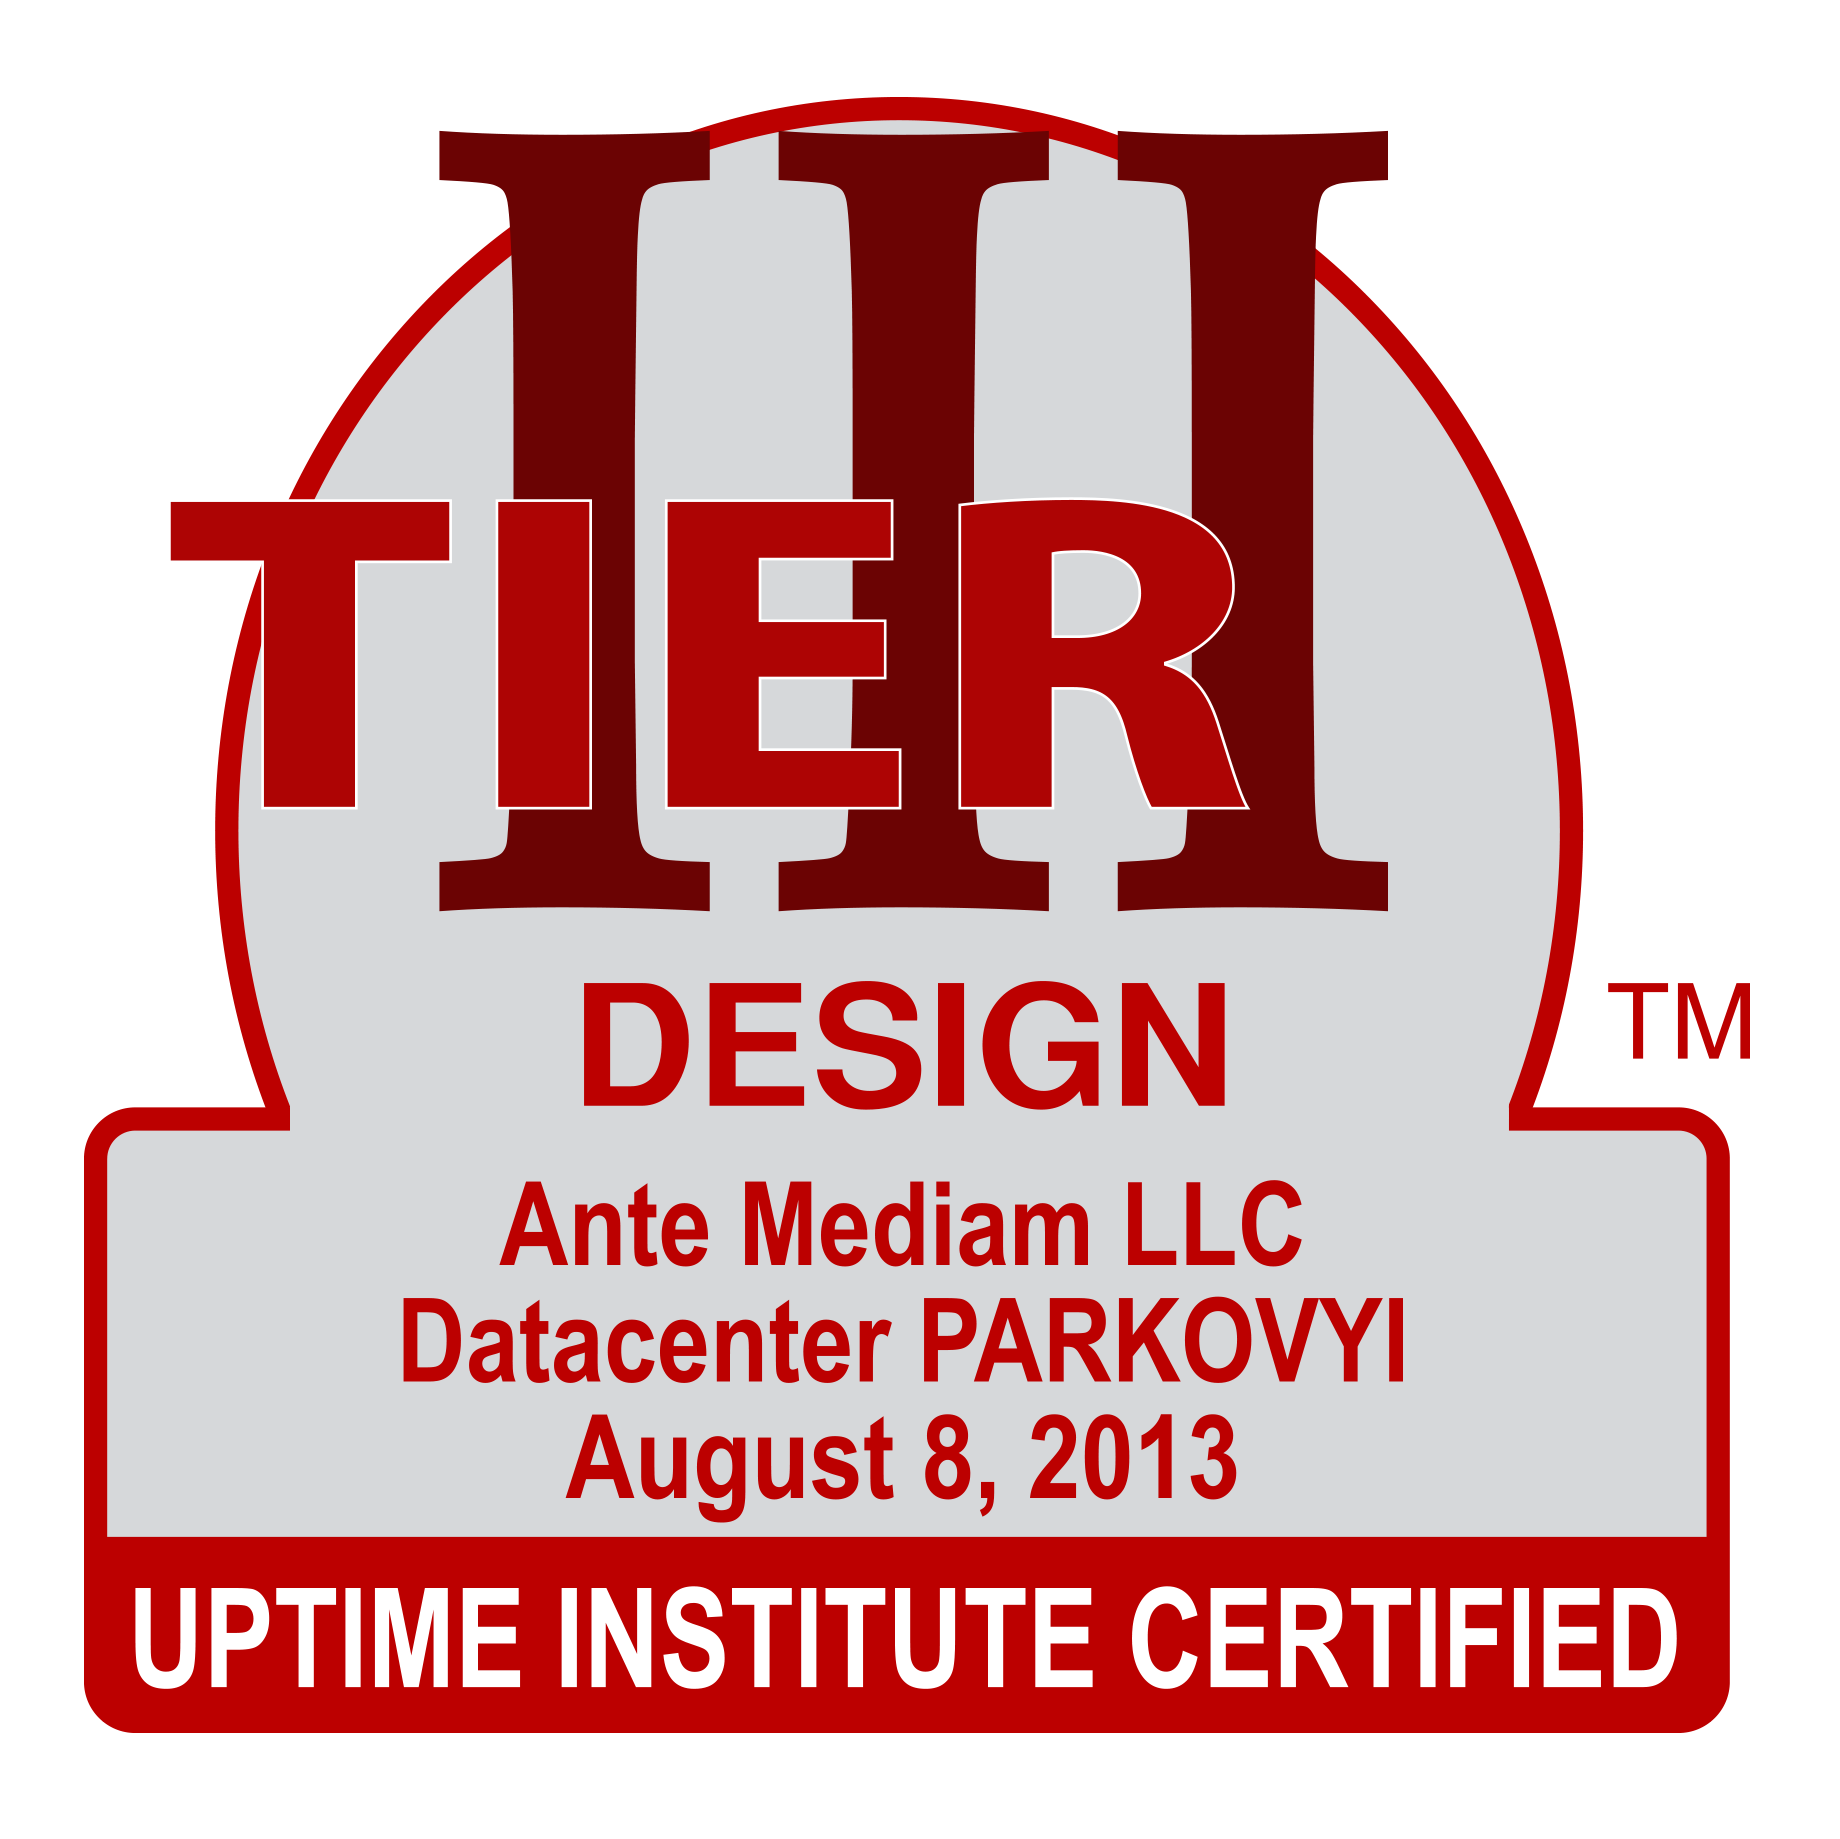 III
TIER
DESIGN
TM
Ante Mediam LLC
Datacenter PARKOVYI
August 8, 2013
UPTIME INSTITUTE CERTIFIED